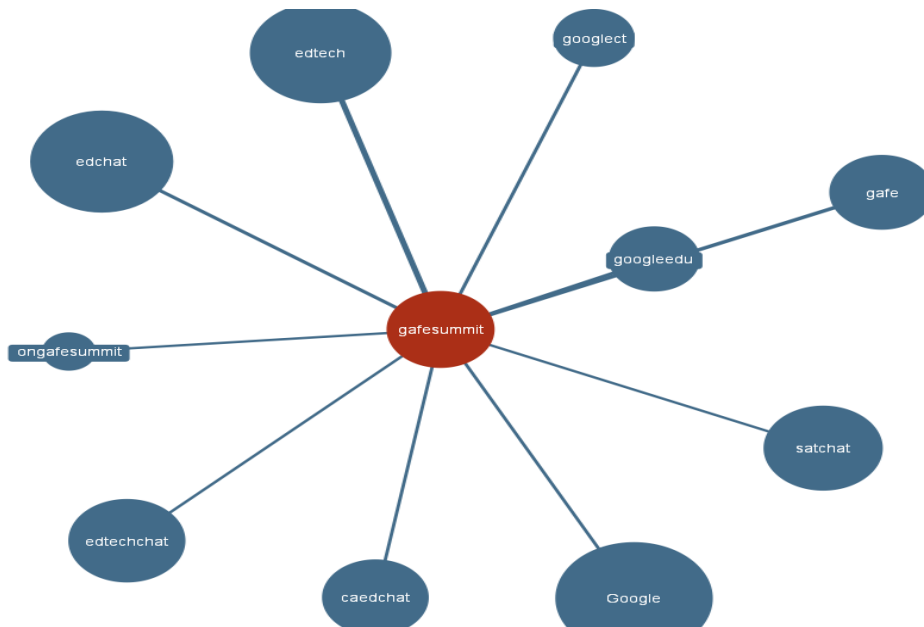 edtech
googlect
edchat
gafe
googleedu
gafesummit
ongafesummit
satchat
edtechchat
caedchat
Google